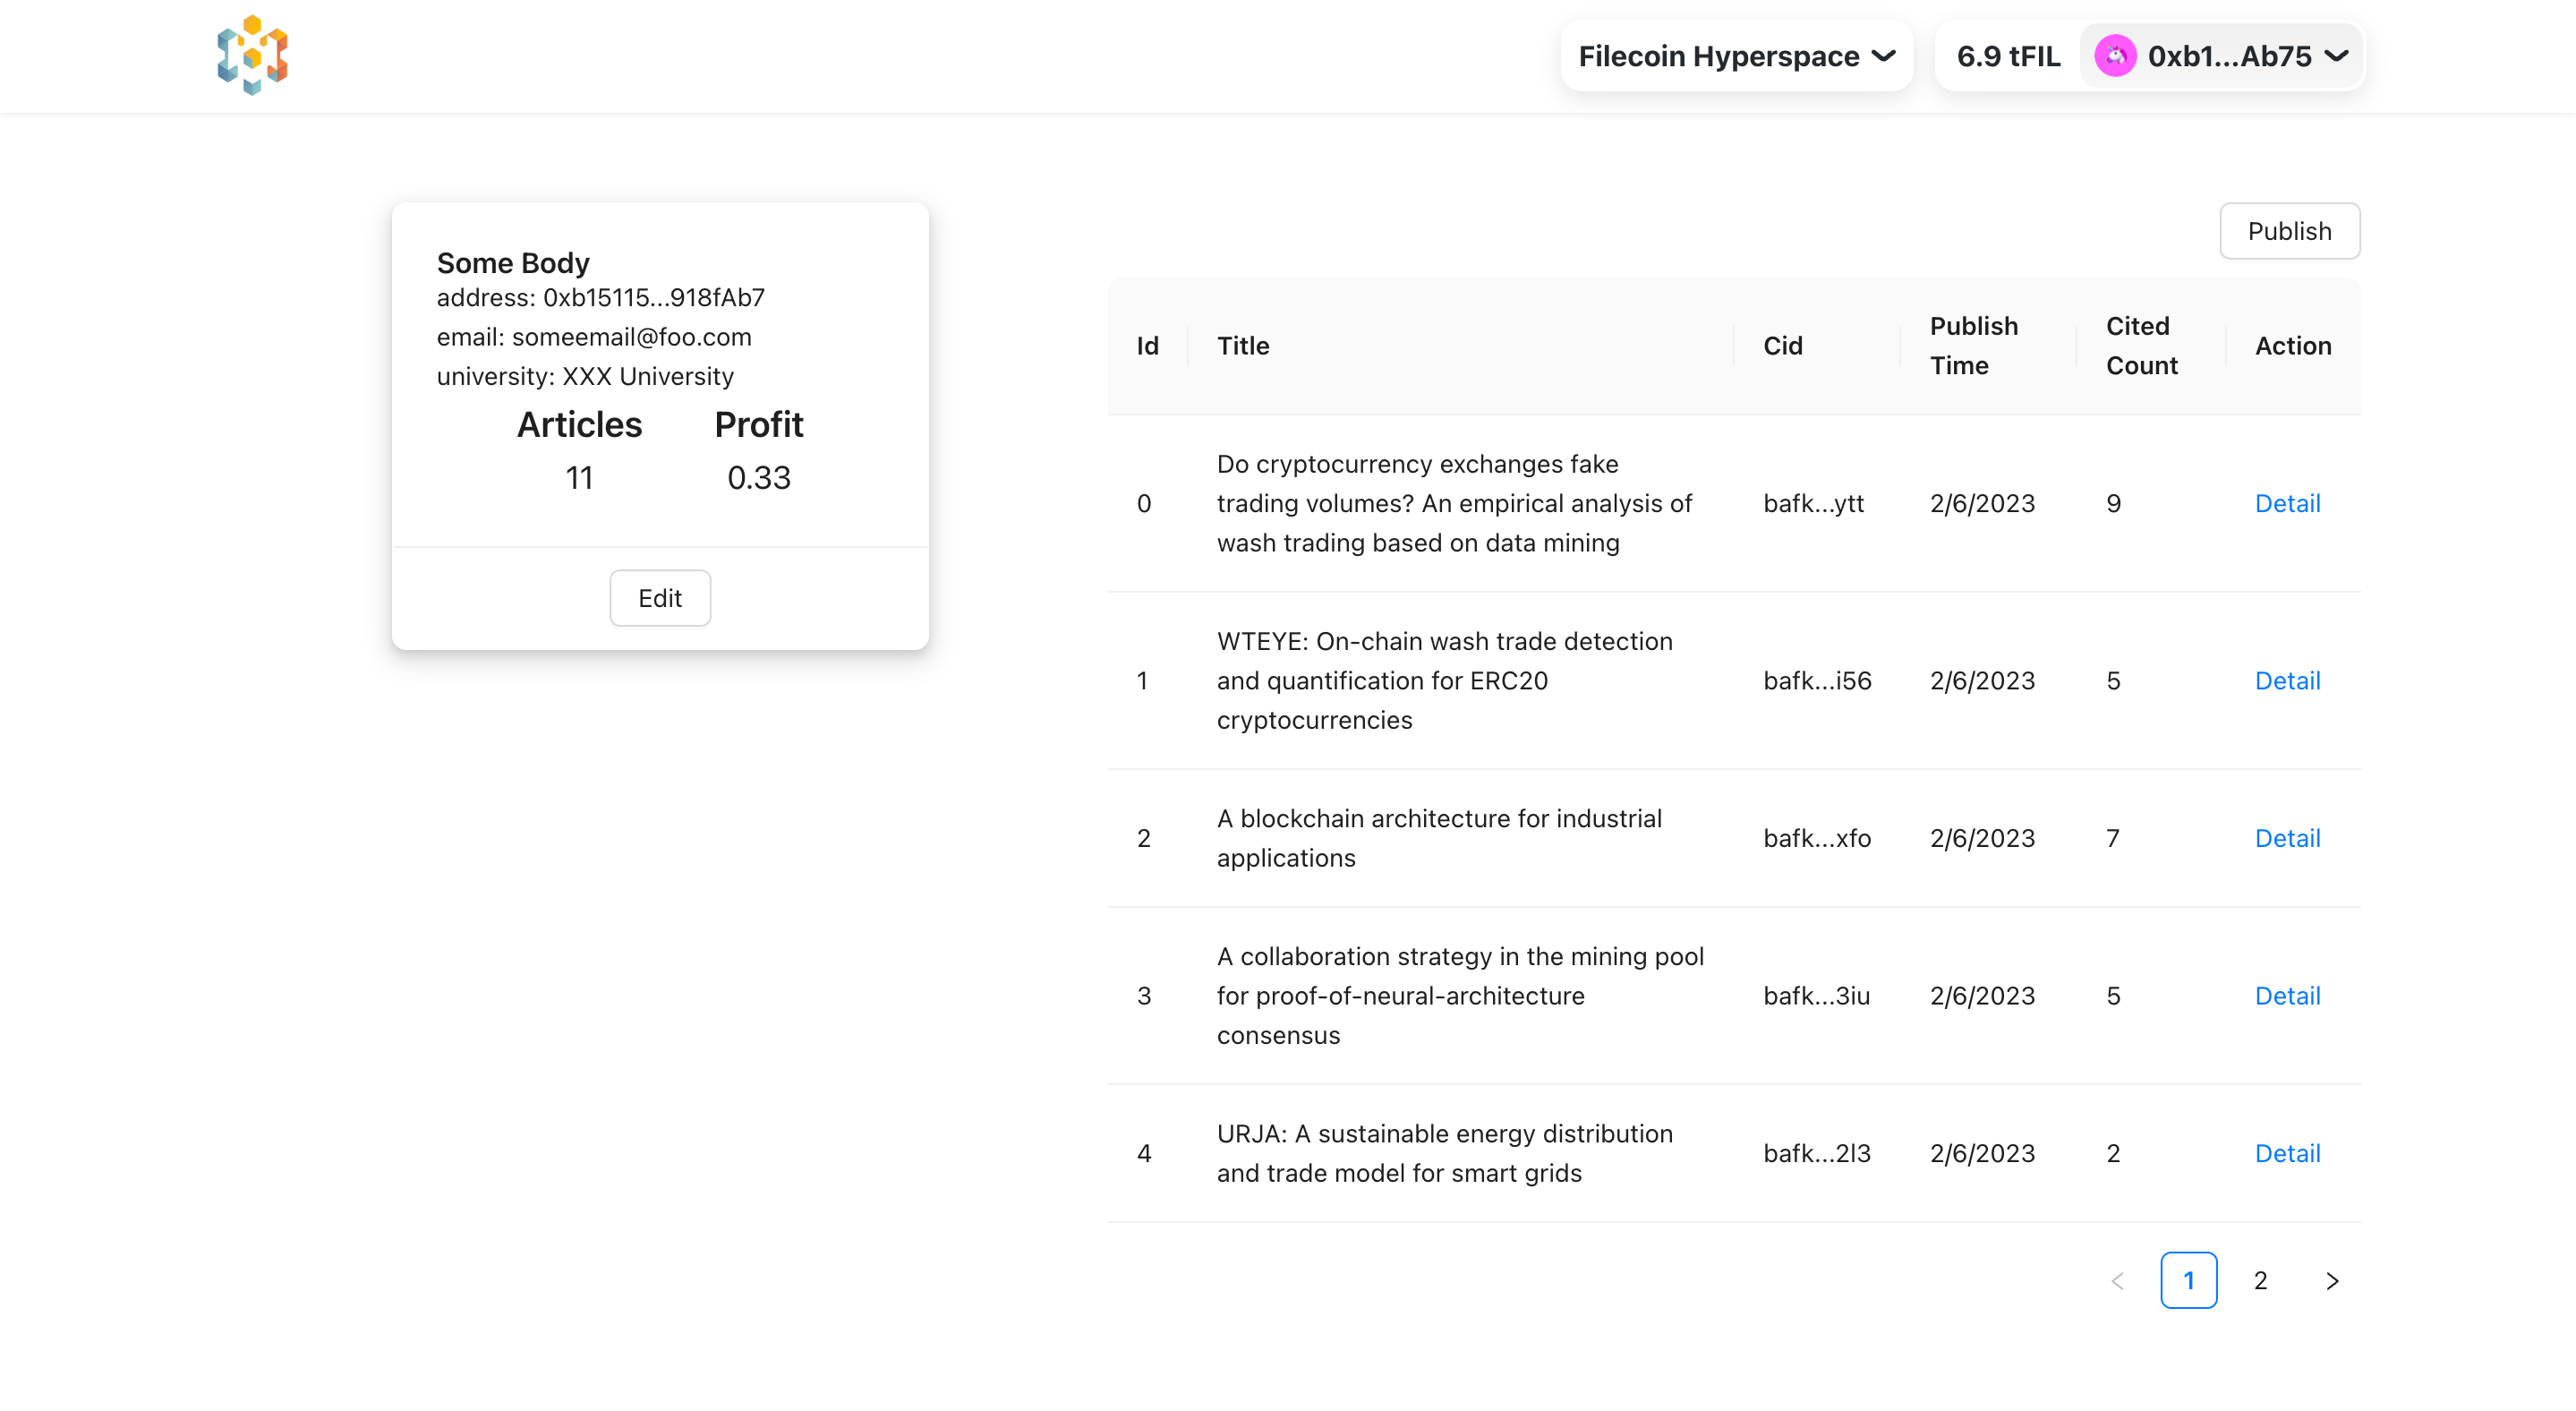 Filecoin Hyperspace
6.9 tFIL
0xb1...Ab75
Some Body
address: 0xb15115...918fAb7
email: someemail@foo.com
university: XXX University
Articles Profit
11 0.33
Edit
Publish
Id Title Cid Publish Time Cited Count Action
0 Do cryptocurrency exchanges fake
trading volumes? An empirical analysis of
wash trading based on data mining
bafk...ytt 2/6/2023 9 Detail
1 WTEYE: On-chain wash trade detection
and quantification for ERC20
cryptocurrencies
bafk...i56 2/6/2023 5 Detail
2 A blockchain architecture for industrial
applications
bafk...xfo 2/6/2023 7 Detail
3 A collaboration strategy in the mining pool
for proof-of-neural-architecture
consensus
bafk...3iu 2/6/2023 5 Detail
4 URJA: A sustainable energy distribution
and trade model for smart grids
bafk...2l3 2/6/2023 2 Detail
< 1 2 >